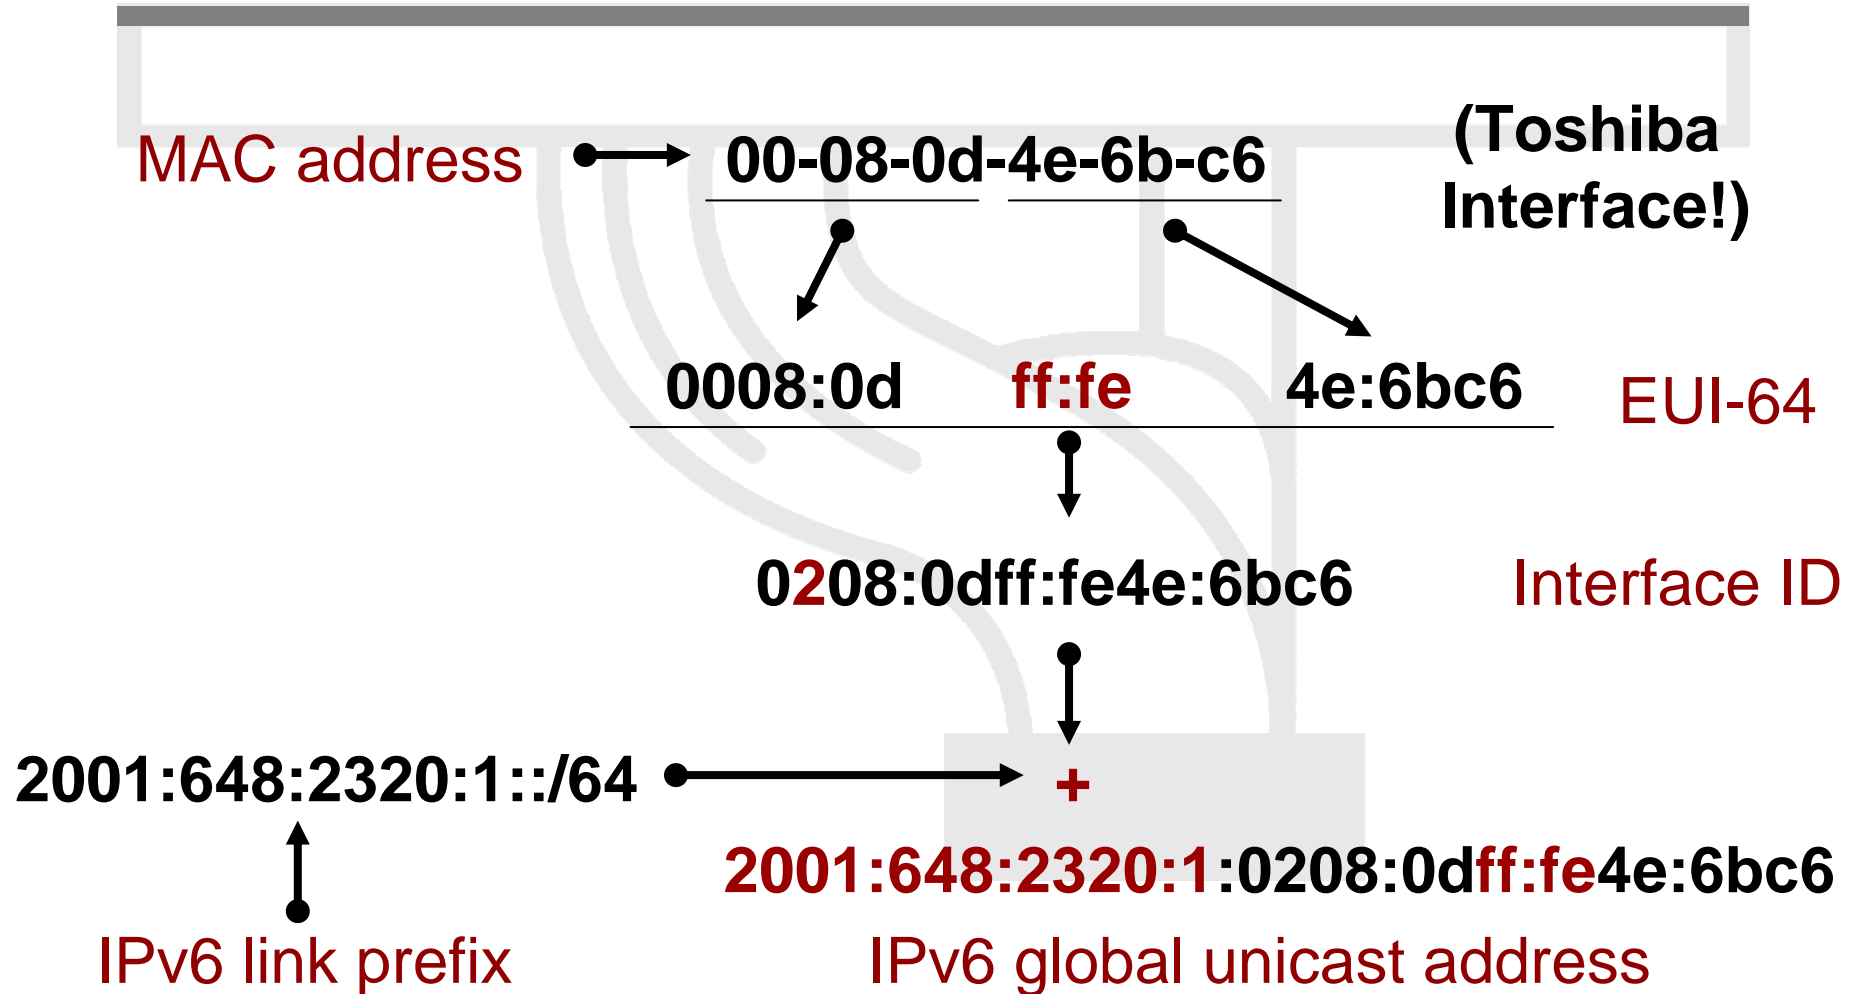 MAC address
00-08-0d-4e-6b-c6
(Toshiba
Interface!)
0008:0d ff:fe 4e:6bc6
EUI-64
0208:0dff:fe4e:6bc6
Interface ID
2001:648:2320:1::/64
+
2001:648:2320:1:0208:0dff:fe4e:6bc6
IPv6 link prefix
IPv6 global unicast address